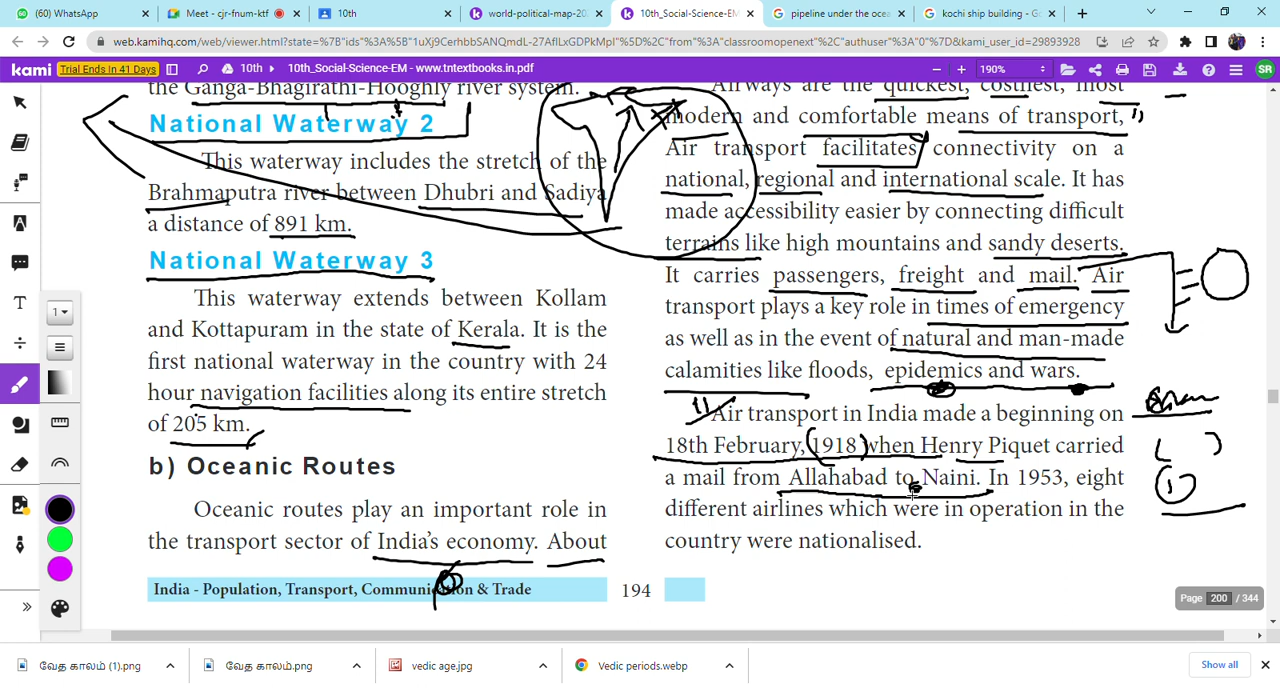 (60) WhatsApp
Meet - cjr-fnum-ktf
10th
world-political-map-20
10th_Social-Science-EM
pipeline under the ocea
kochi ship building - G
web.kamihq.com/web/viewer.html?state=%7B"ids"%3A%5B"1uXj9CerhbbSANQmdL-27AflLxGDPkMpI"%5D%2C"action"%3A"open"
kami
Trial Ends In 41 Days
10th
10th_Social-Science-EM - www.tntextbooks.in.pdf
190%
SR
the Ganga-Bhagirathi-Hooghly river system.
National Waterway 2
This waterway includes the stretch of the
Brahmaputra river between Dhubri and Sadiya
a distance of 891 km.
National Waterway 3
This waterway extends between Kollam
and Kottapuram in the state of Kerala. It is the
first national waterway in the country with 24
hour navigation facilities along its entire stretch
of 205 km.
b) Oceanic Routes
Oceanic routes play an important role in
the transport sector of India's economy. About
Airways are the quickest, costliest, most
modern and comfortable means of transport,
Air transport facilitates connectivity on a
national, regional and international scale. It has
made accessibility easier by connecting difficult
terrains like high mountains and sandy deserts.
It carries passengers, freight and mail. Air
transport plays a key role in times of emergency
as well as in the event of natural and man-made
calamities like floods, epidemics and wars.
Air transport in India made a beginning on
18th February, (1918) when Henry Piquet carried
a mail from Allahabad to Naini. In 1953, eight
different airlines which were in operation in the
country were nationalised.
India - Population, Transport, Communication & Trade
194
Page 200 / 344
வேத காலம் (1).png
வேத காலம்.png
vedic age.jpg
Vedic periods.webp
Show all